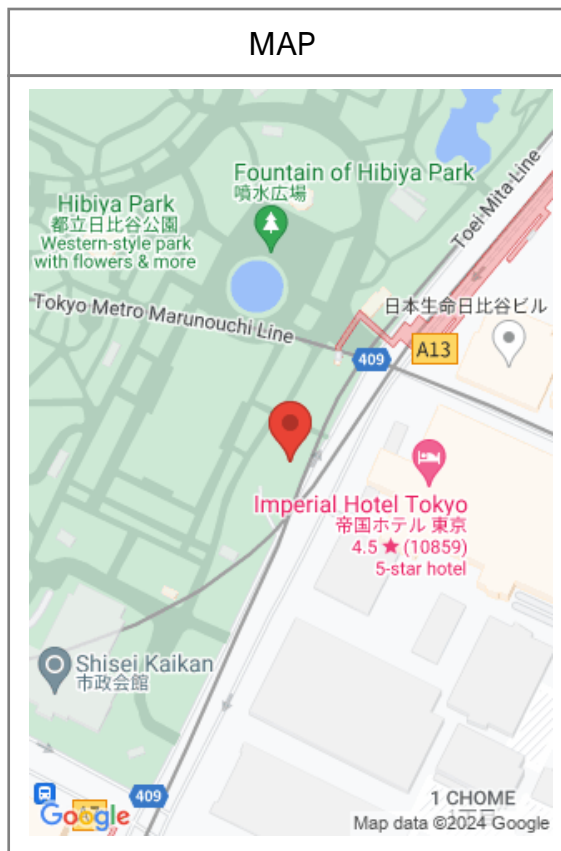 MAP
Fountain of Hibiya Park
噴水広場
Hibiya Park
都立日比谷公園
Western-style park
with flowers & more
Toei Mita Line
Tokyo Metro Marunouchi Line
日本生命日比谷ビル
A13
409
Imperial Hotel Tokyo
帝国ホテル 東京
4.5 ★ (10859)
5-star hotel
Shisei Kaikan
市政会館
409
Google
1 CHOME
Map data ©2024 Google